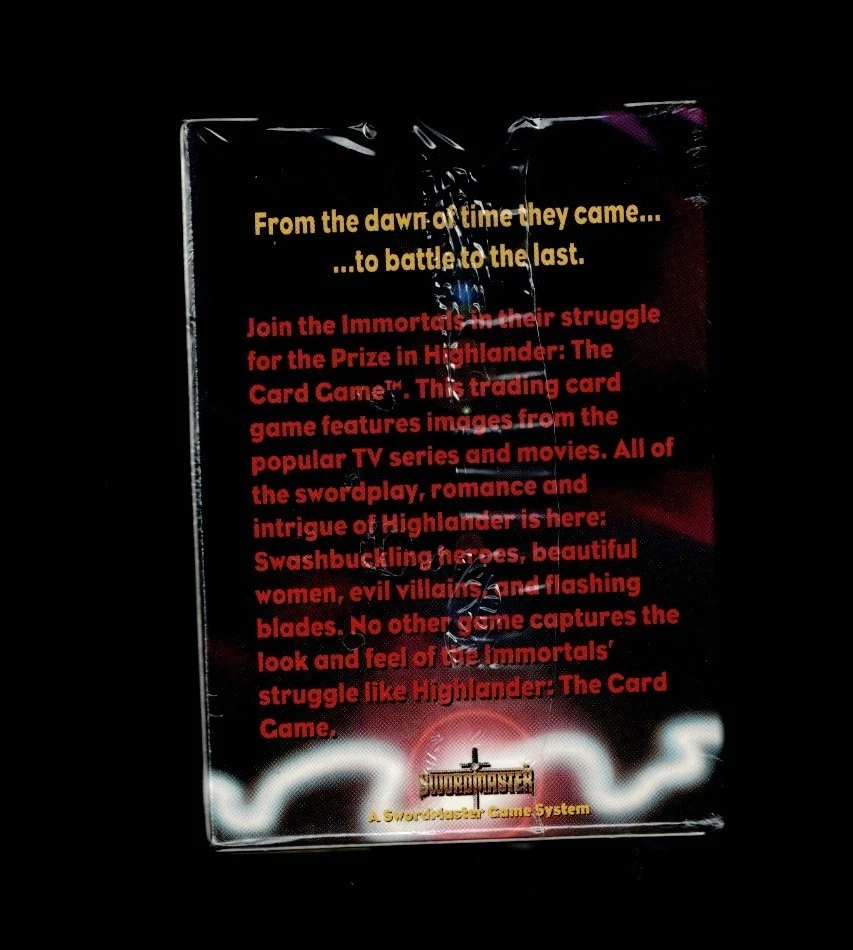 From the dawn of time they came...
...to battle to the last.
Join the Immortals in their struggle
for the Prize in Highlander: The
Card Game™. This trading card
game features images from the
popular TV series and movies. All of
the swordplay, romance and
intrigue of Highlander is here:
Swashbuckling heroes, beautiful
women, evil villains, and flashing
blades. No other game captures the
look and feel of the Immortals'
struggle like Highlander: The Card
Game.
SWORDMASTER
A SwordMaster Game System